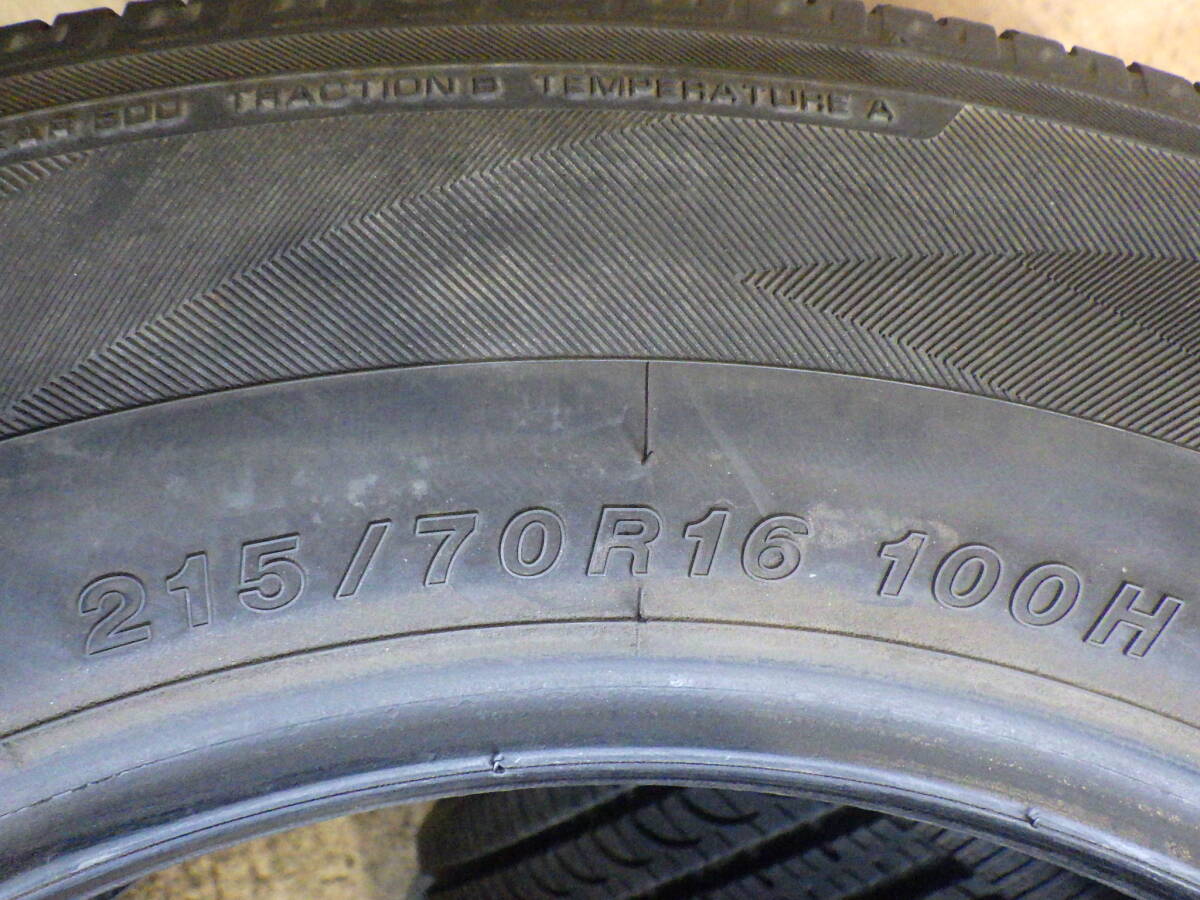 TRACTION B TEMPERATURE A
215/70R16 100H